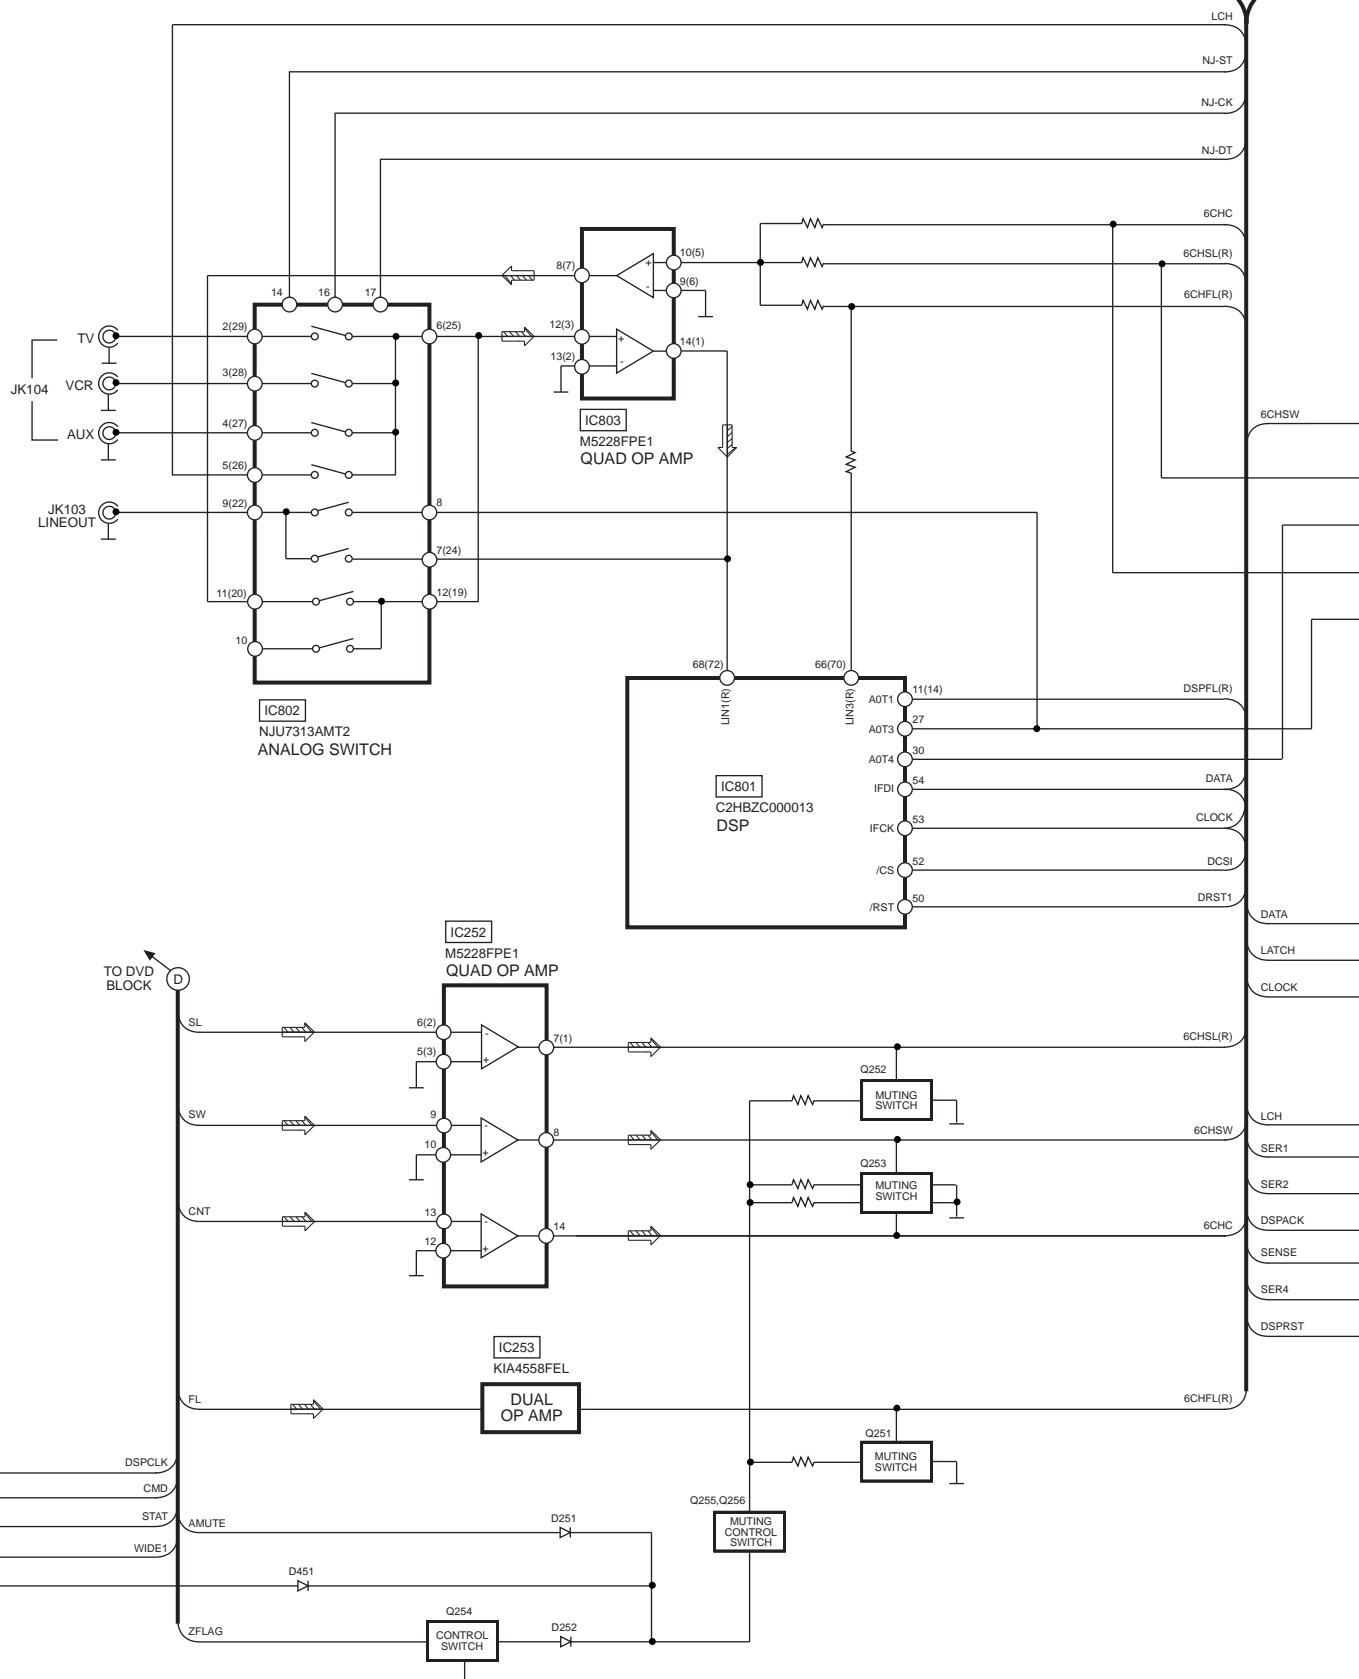 LCH
NJ-ST
NJ-CK
NJ-DT
6CHC
6CHSL(R)
6CHFL(R)
14
16
17
8(7)
10(5)
9(6)
+
-
TV
2(29)
6(25)
12(3)
14(1)
+
-
13(2)
JK104
VCR
3(28)
AUX
4(27)
5(26)
IC803
M5228FPE1
QUAD OP AMP
6CHSW
JK103
LINEOUT
9(22)
8
7(24)
11(20)
12(19)
10
IC802
NJU7313AMT2
ANALOG SWITCH
68(72)
66(70)
LIN1(R)
LIN3(R)
A0T1
11(14)
DSPFL(R)
A0T3
27
A0T4
30
IC801
C2HBZC000013
DSP
IFDI
54
DATA
IFCK
53
CLOCK
/CS
52
DCSI
/RST
50
DRST1
DATA
LATCH
CLOCK
IC252
M5228FPE1
QUAD OP AMP
TO DVD
BLOCK
D
SL
6(2)
-
5(3)
+
7(1)
6CHSL(R)
Q252
MUTING
SWITCH
SW
9
-
10
+
8
6CHSW
Q253
MUTING
SWITCH
LCH
SER1
SER2
CNT
13
-
12
+
14
6CHC
DSPACK
SENSE
SER4
DSPRST
IC253
KIA4558FEL
DUAL
OP AMP
FL
6CHFL(R)
Q251
MUTING
SWITCH
DSPCLK
CMD
STAT
WIDE1
AMUTE
D251
Q255,Q256
MUTING
CONTROL
SWITCH
D451
ZFLAG
Q254
CONTROL
SWITCH
D252